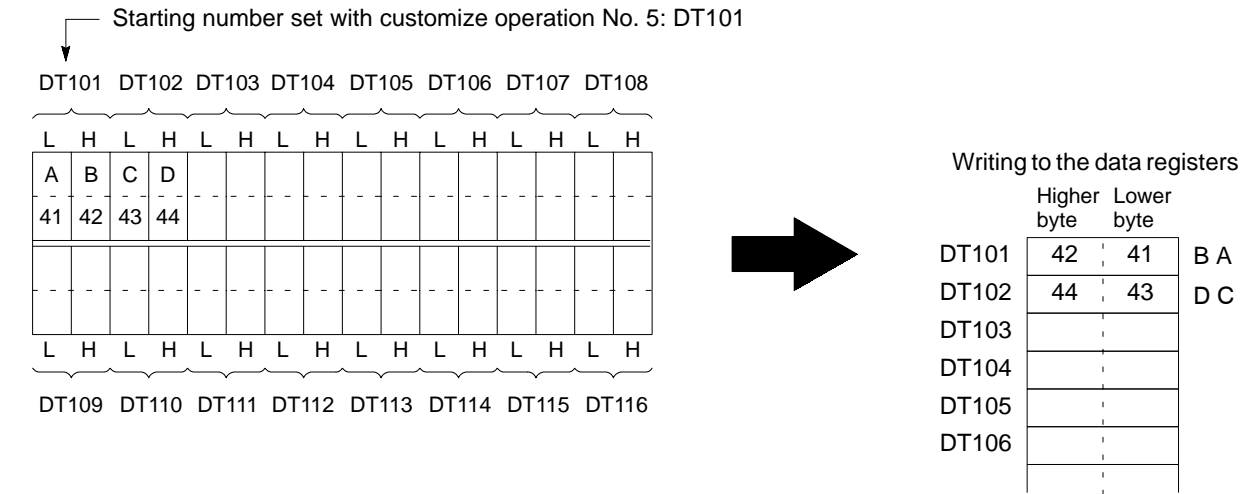 Starting number set with customize operation No. 5: DT101
DT101 DT102 DT103 DT104 DT105 DT106 DT107 DT108
L H L H L H L H L H L H L H L H
A B C D
41 42 43 44
L H L H L H L H L H L H L H L H
DT109 DT110 DT111 DT112 DT113 DT114 DT115 DT116
Writing to the data registers
Higher Lower
byte byte
DT101 42 41 B A
DT102 44 43 D C
DT103
DT104
DT105
DT106